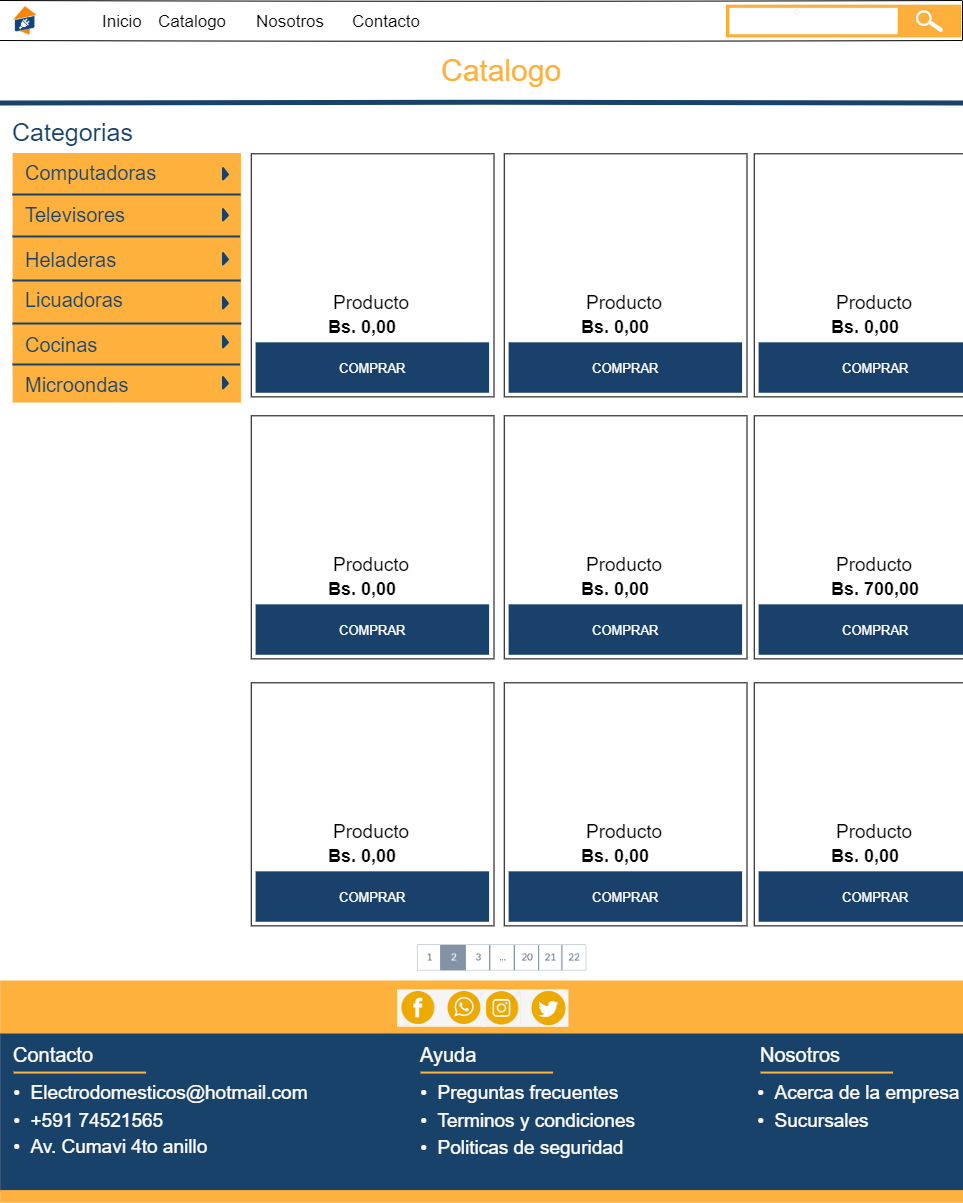 Inicio Catalogo Nosotros Contacto
Catalogo
Categorias
Computadoras
Televisores
Heladeras
Licuadoras
Cocinas
Microondas
Producto Producto Producto
Bs. 0,00 Bs. 0,00 Bs. 0,00
COMPRAR COMPRAR COMPRAR
Producto Producto Producto
Bs. 0,00 Bs. 0,00 Bs. 700,00
COMPRAR COMPRAR COMPRAR
Producto Producto Producto
Bs. 0,00 Bs. 0,00 Bs. 0,00
COMPRAR COMPRAR COMPRAR
1 2 3 ... 20 21 22
Contacto
• Electrodomesticos@hotmail.com
• +591 74521565
• Av. Cumavi 4to anillo
Ayuda
• Preguntas frecuentes
• Terminos y condiciones
• Politicas de seguridad
Nosotros
• Acerca de la empresa
• Sucursales